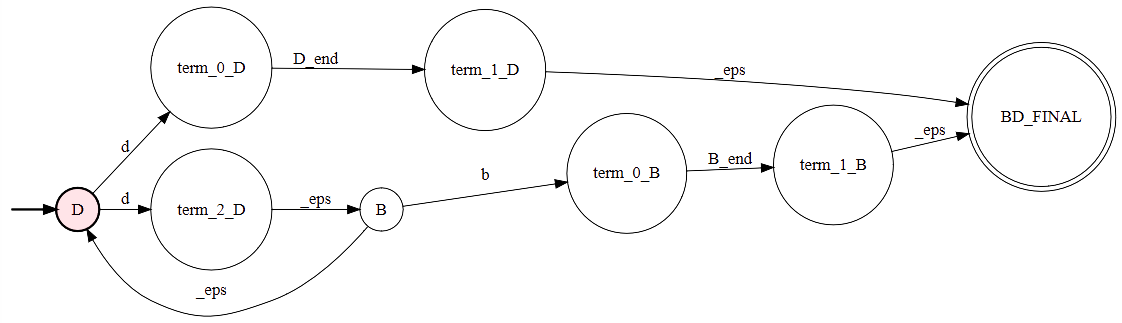 term_0_D
D_end
term_1_D
_eps
BD_FINAL
d
D
d
term_2_D
_eps
B
b
term_0_B
B_end
term_1_B
_eps
_eps